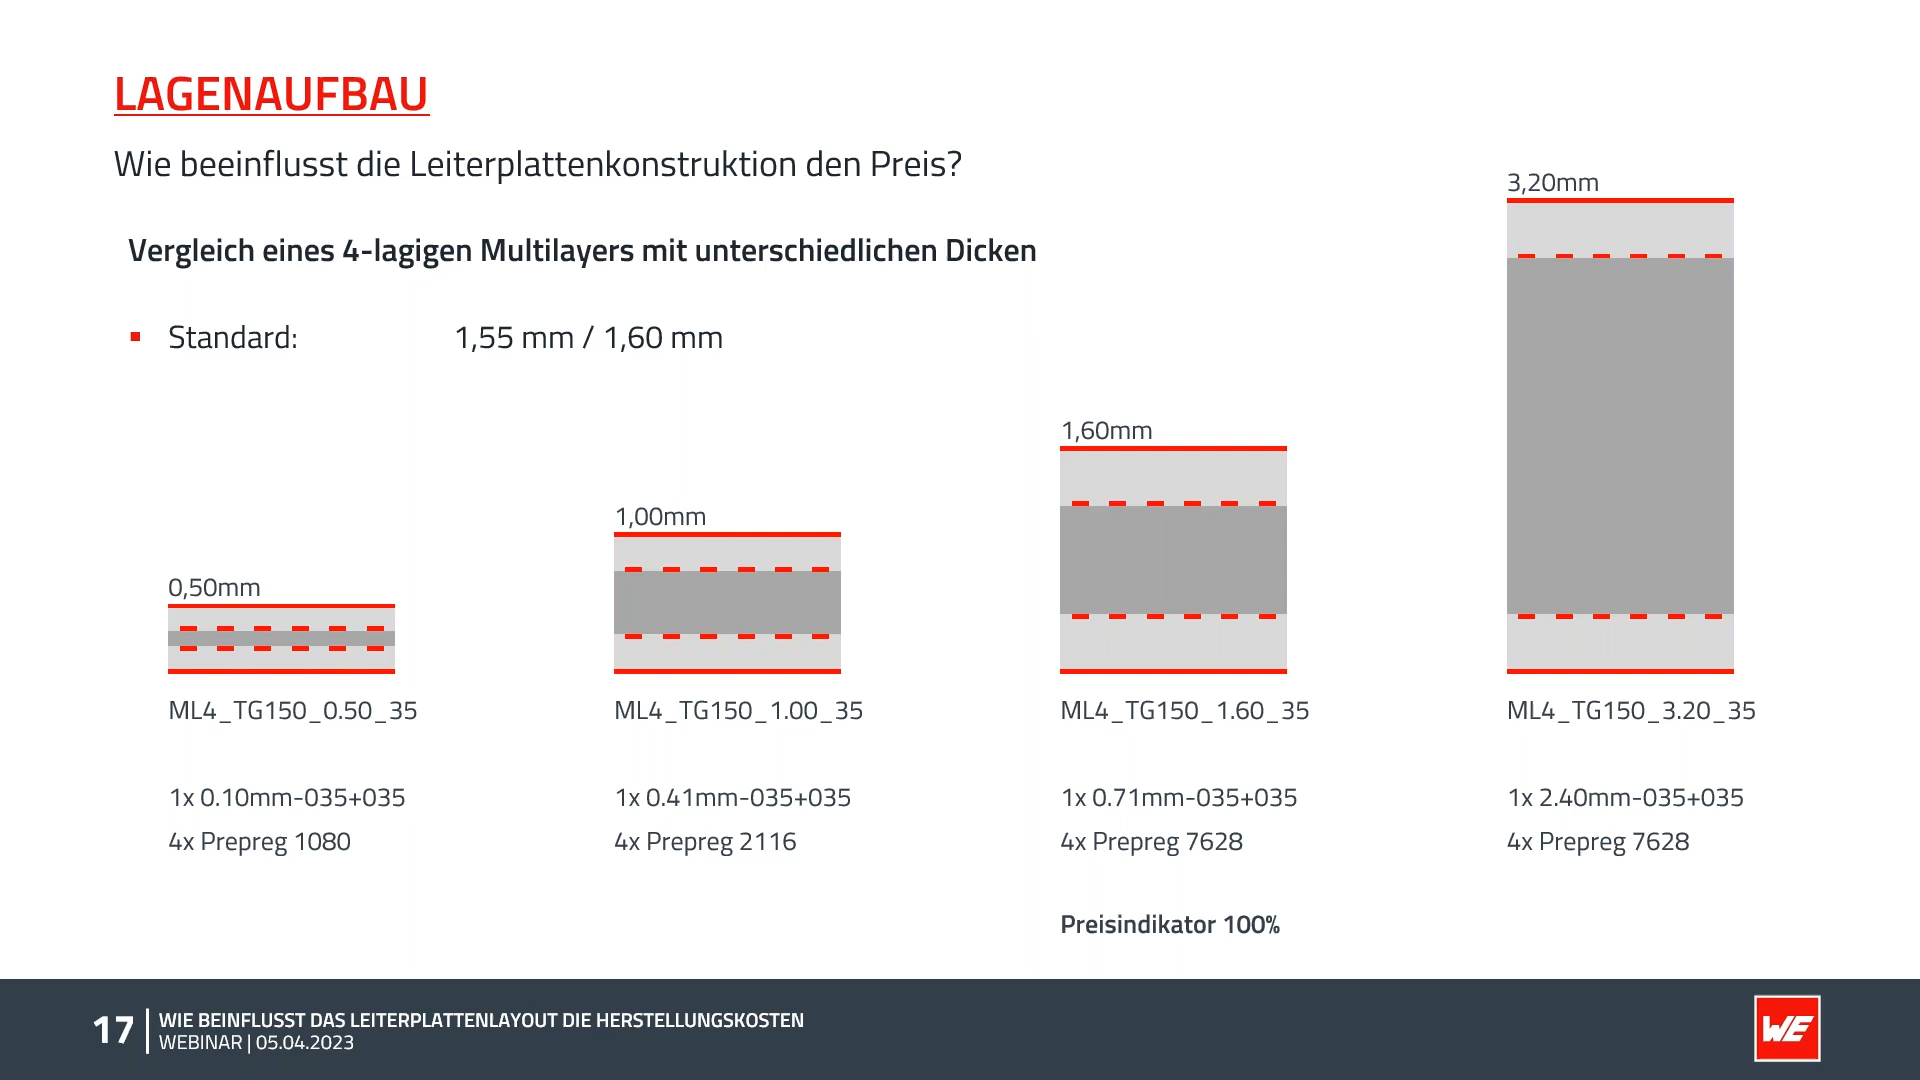 LAGENAUFBAU
Wie beeinflusst die Leiterplattenkonstruktion den Preis?
Vergleich eines 4-lagigen Multilayers mit unterschiedlichen Dicken
Standard: 1,55 mm / 1,60 mm
0,50mm
1,00mm
1,60mm
3,20mm
ML4_TG150_0.50_35 ML4_TG150_1.00_35 ML4_TG150_1.60_35 ML4_TG150_3.20_35
1x 0.10mm-035+035 1x 0.41mm-035+035 1x 0.71mm-035+035 1x 2.40mm-035+035
4x Prepreg 1080 4x Prepreg 2116 4x Prepreg 7628 4x Prepreg 7628
Preisindikator 100%
17
WIE BEINFLUSST DAS LEITERPLATTENLAYOUT DIE HERSTELLUNGSKOSTEN
WEBINAR | 05.04.2023
WE